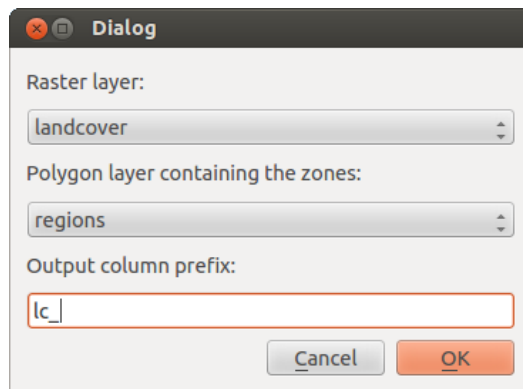 Dialog
Raster layer:
landcover
Polygon layer containing the zones:
regions
Output column prefix:
lc_
Cancel OK